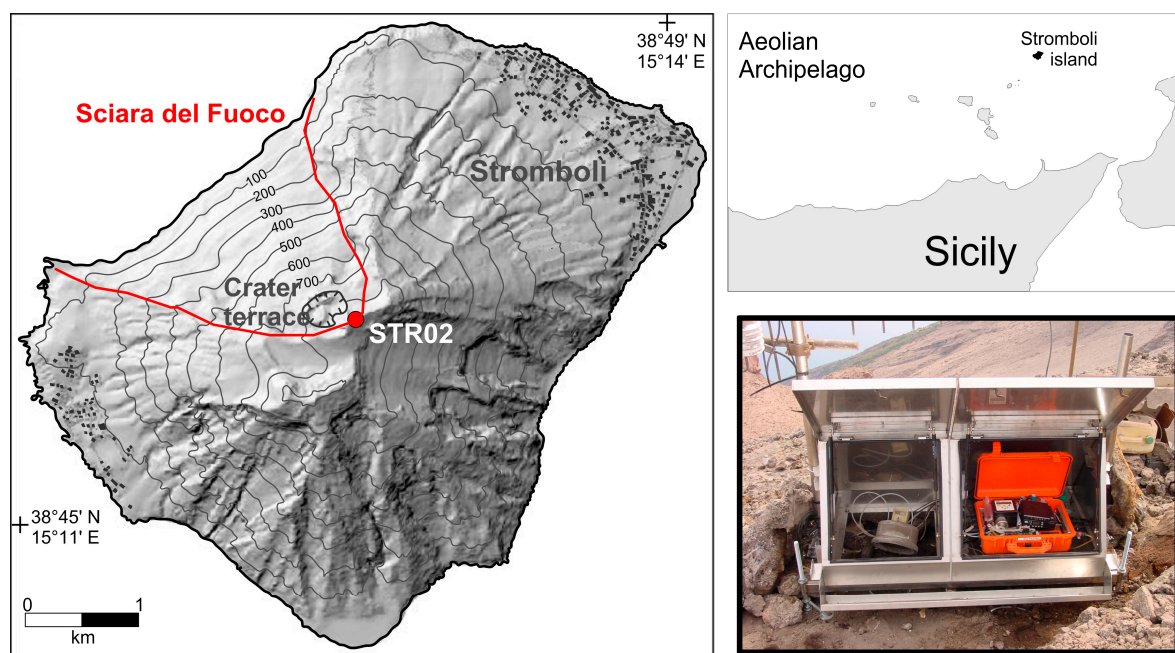 38°49' N
15°14' E
Sciara del Fuoco
Stromboli
100
200
300
400
500
600
700
Crater
terrace
STR02
38°45' N
15°11' E
0 1
km
Aeolian
Archipelago
Stromboli
island
Sicily